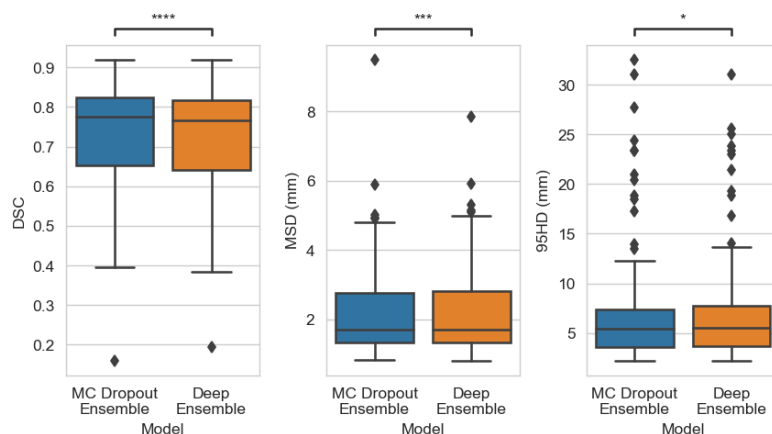 ****
DSC
0.9
0.8
0.7
0.6
0.5
0.4
0.3
0.2
MC Dropout
Ensemble
Deep
Ensemble
Model
***
MSD (mm)
8
6
4
2
MC Dropout
Ensemble
Deep
Ensemble
Model
*
95HD (mm)
30
25
20
15
10
5
MC Dropout
Ensemble
Deep
Ensemble
Model